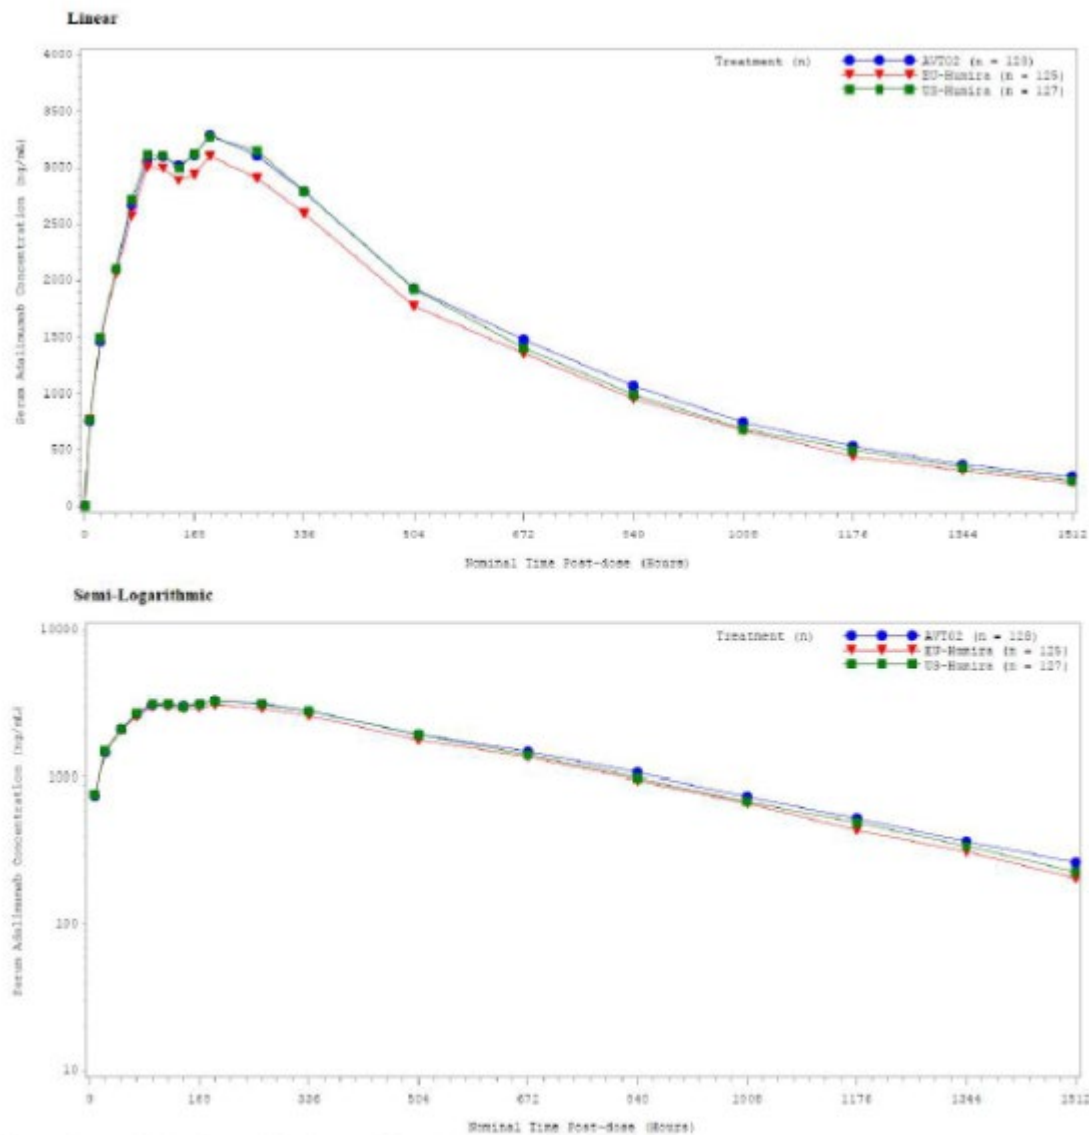 Linear
Treatment (n)
AVT02 (n = 128)
EU-Humira (n = 125)
US-Humira (n = 127)
4000
3500
3000
2500
2000
1500
1000
500
0
Serum Adalimumab Concentration (ng/mL)
0 168 336 504 672 840 1008 1176 1344 1512
Nominal Time Post-dose (Hours)
Semi-Logarithmic
Treatment (n)
AVT02 (n = 128)
EU-Humira (n = 125)
US-Humira (n = 127)
10000
1000
100
10
Serum Adalimumab Concentration (ng/mL)
0 168 336 504 672 840 1008 1176 1344 1512
Nominal Time Post-dose (Hours)